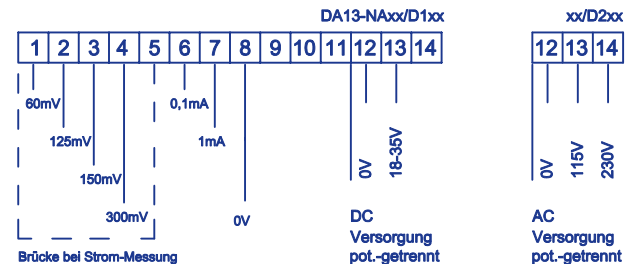 DA13-NAxx/D1xx xx/D2xx
1 2 3 4 5 6 7 8 9 10 11 12 13 14 12 13 14
60mV 0,1mA
125mV 1mA
150mV 0V 18-35V 0V 115V 230V
300mV 0V
DC AC
Versorgung Versorgung
Brücke bei Strom-Messung pot.-getrennt pot.-getrennt